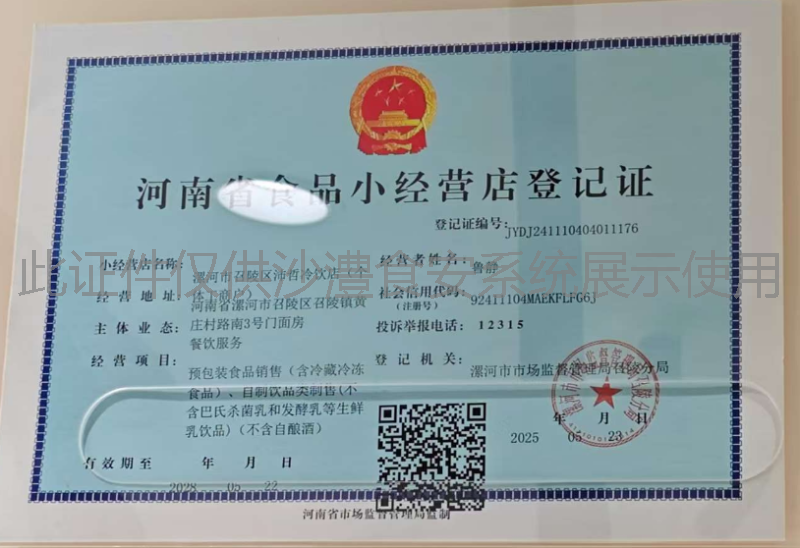 河南省食品小经营店登记证
登记证编号: JYDJ241110404011176
小经营店名称: 漯河市召陵区沛哲冷饮店(个体工商户)
经营者姓名: 鲁静
此证件仅供沙澧食安系统展示使用
经营地址: 河南省漯河市召陵区召陵镇黄
庄村路南3号门面房
社会信用代码: 92411104MAEKFLFG6J
(注册号)
主体业态: 餐饮服务
投诉举报电话: 12315
经营项目: 预包装食品销售(含冷藏冷冻
食品)、自制饮品类制售(不
含巴氏杀菌乳和发酵乳等生鲜
乳饮品)(不含自酿酒)
登记机关: 漯河市市场监督管理局召陵分局
年 月 日
2025 05 23
有效期至 年 月 日
2028 05 22
河南省市场监督管理局监制